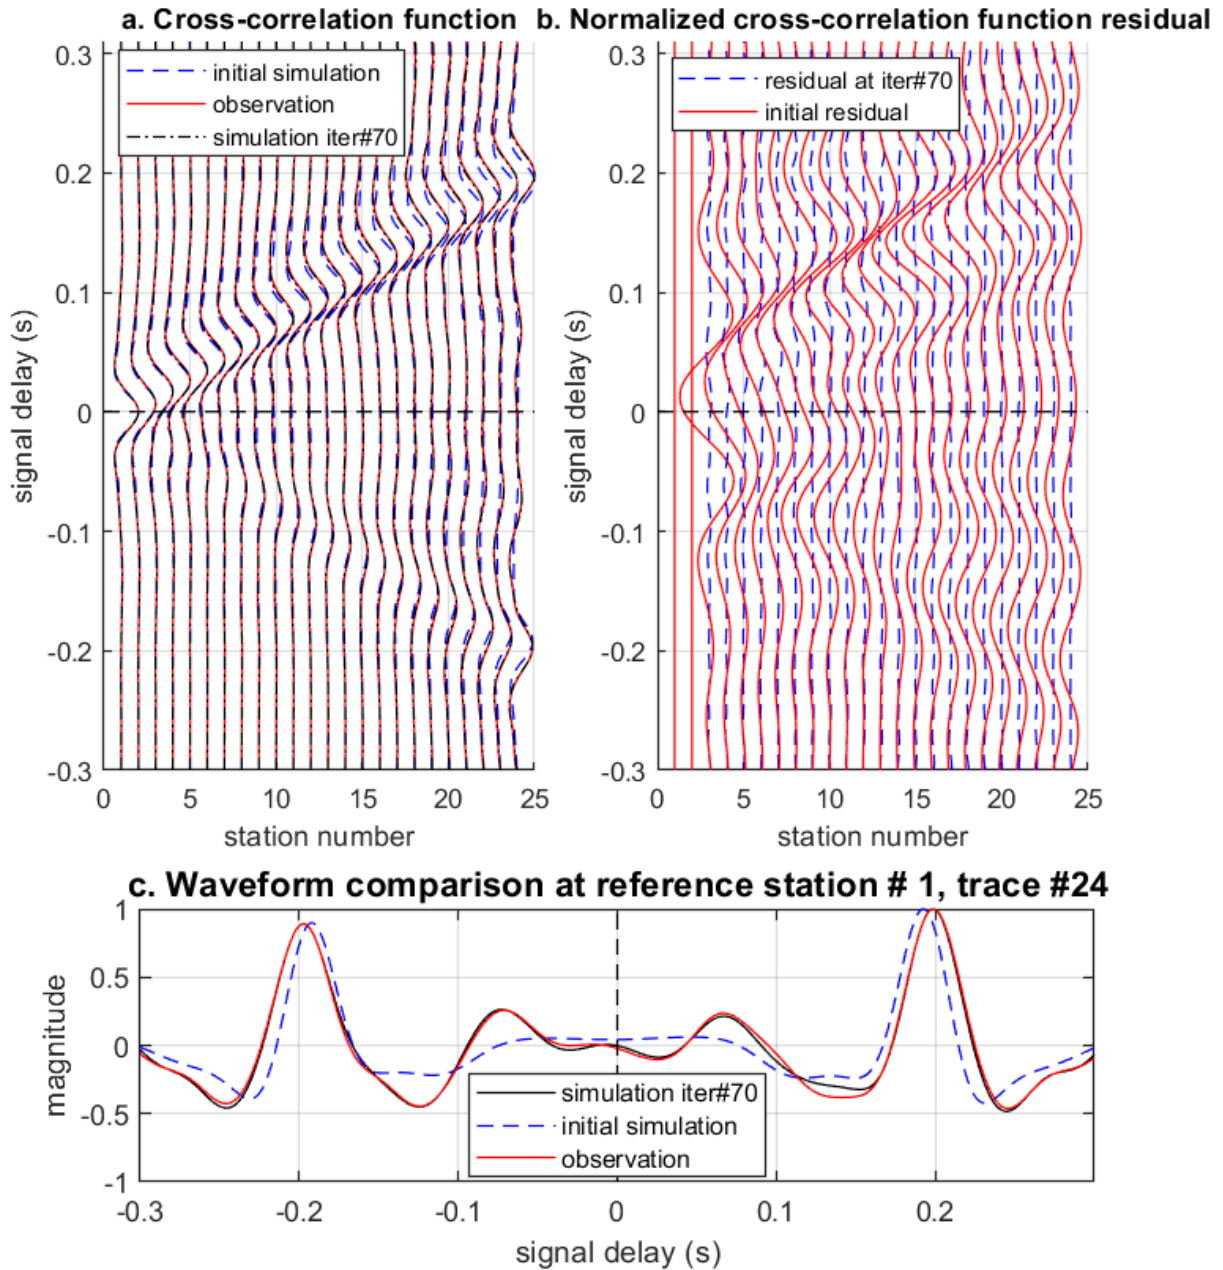 a. Cross-correlation function
b. Normalized cross-correlation function residual
0.3
0.2
0.1
0
-0.1
-0.2
-0.3
signal delay (s)
initial simulation
observation
simulation iter#70
0 5 10 15 20 25
station number
0.3
0.2
0.1
0
-0.1
-0.2
-0.3
signal delay (s)
residual at iter#70
initial residual
0 5 10 15 20 25
station number
c. Waveform comparison at reference station # 1, trace #24
1
0.5
0
-0.5
-1
magnitude
simulation iter#70
initial simulation
observation
-0.3 -0.2 -0.1 0 0.1 0.2
signal delay (s)